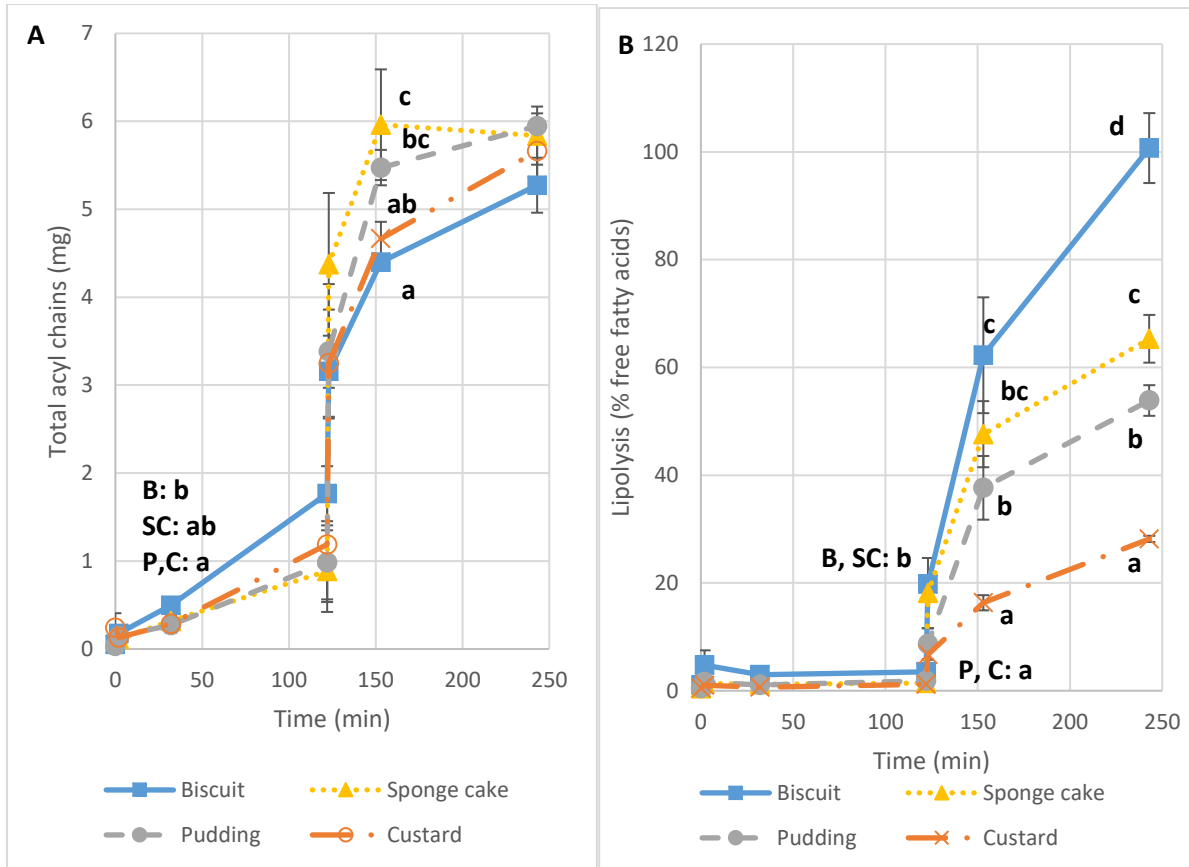 A
Total acyl chains (mg)
7
6
5
4
3
2
1
0
c
bc
ab
a
B: b
SC: ab
P,C: a
0
50
100
150
200
250
Time (min)
Biscuit
Sponge cake
Pudding
Custard
B
Lipolysis (% free fatty acids)
120
100
80
60
40
20
0
d
c
c
bc
b
b
B, SC: b
a
a
P, C: a
0
50
100
150
200
250
Time (min)
Biscuit
Sponge cake
Pudding
Custard